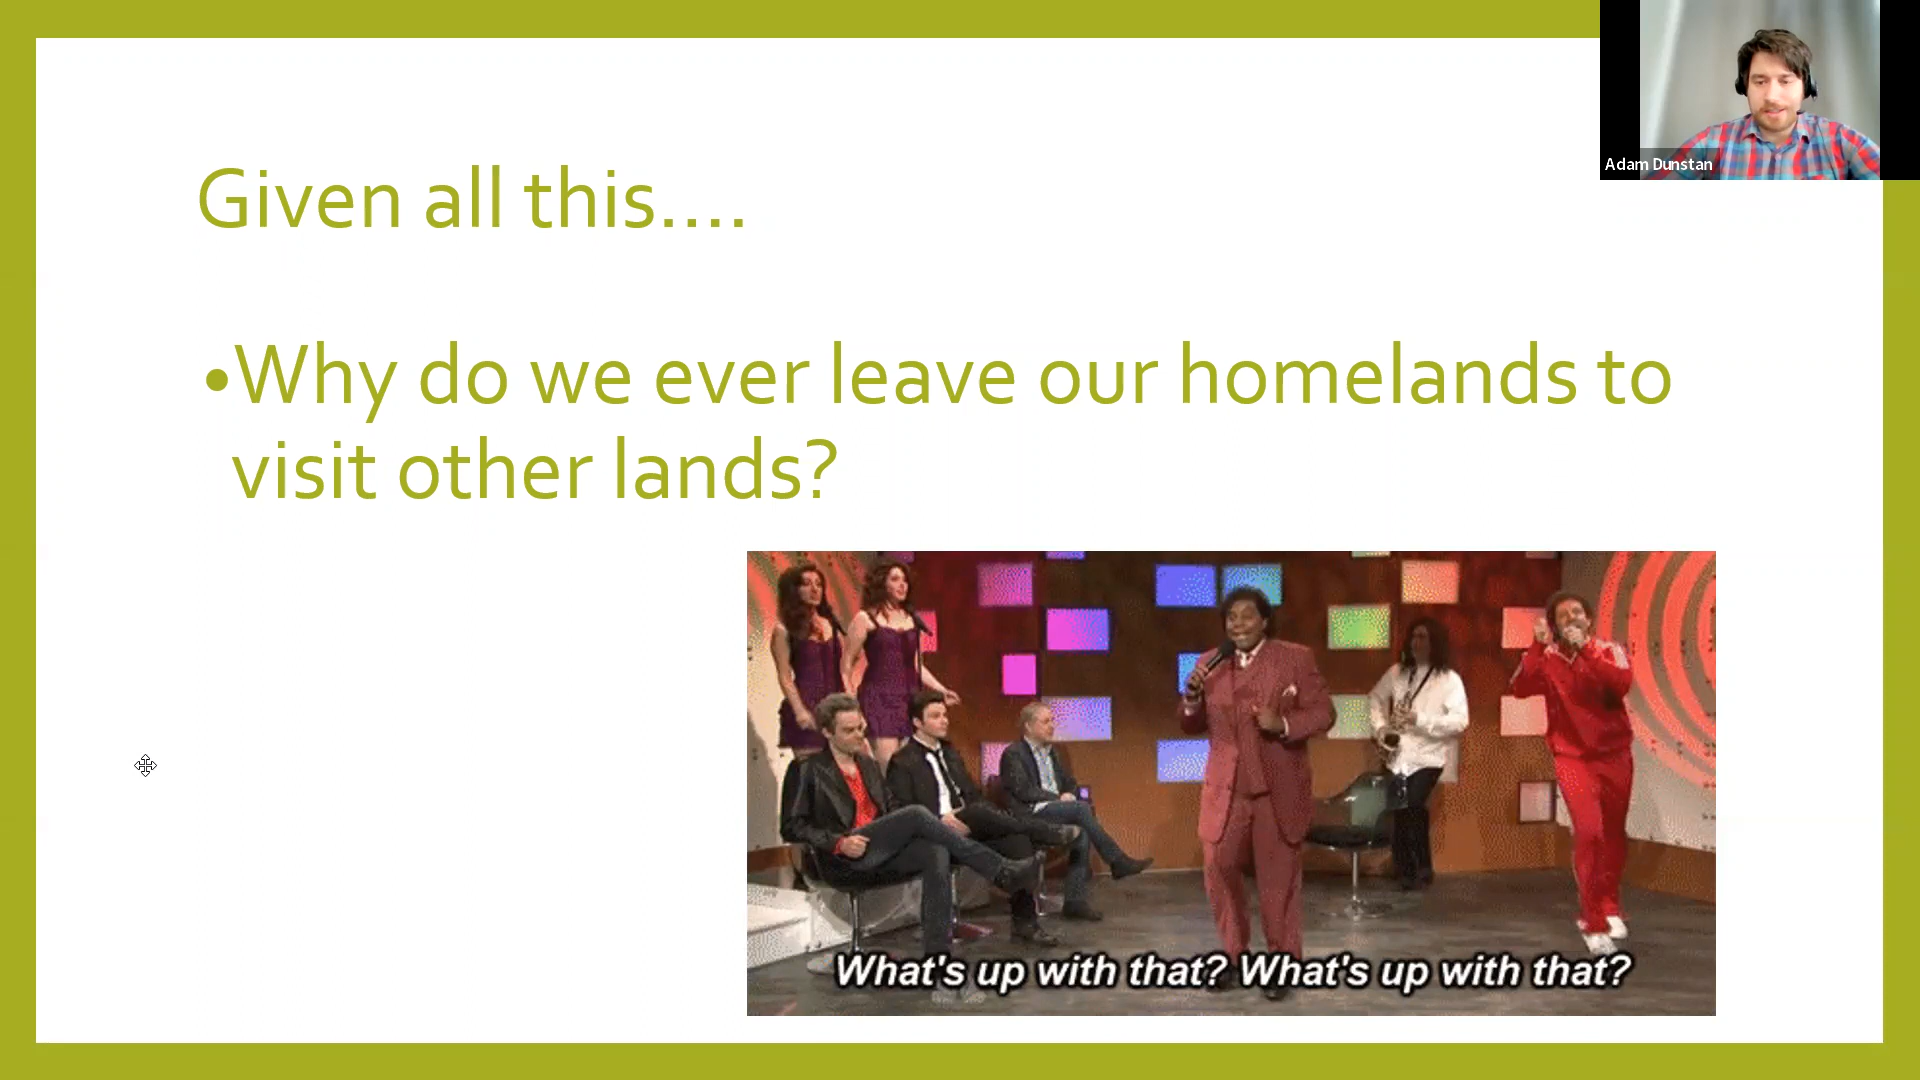 Given all this....
•Why do we ever leave our homelands to
visit other lands?
Adam Dunstan
What's up with that? What's up with that?